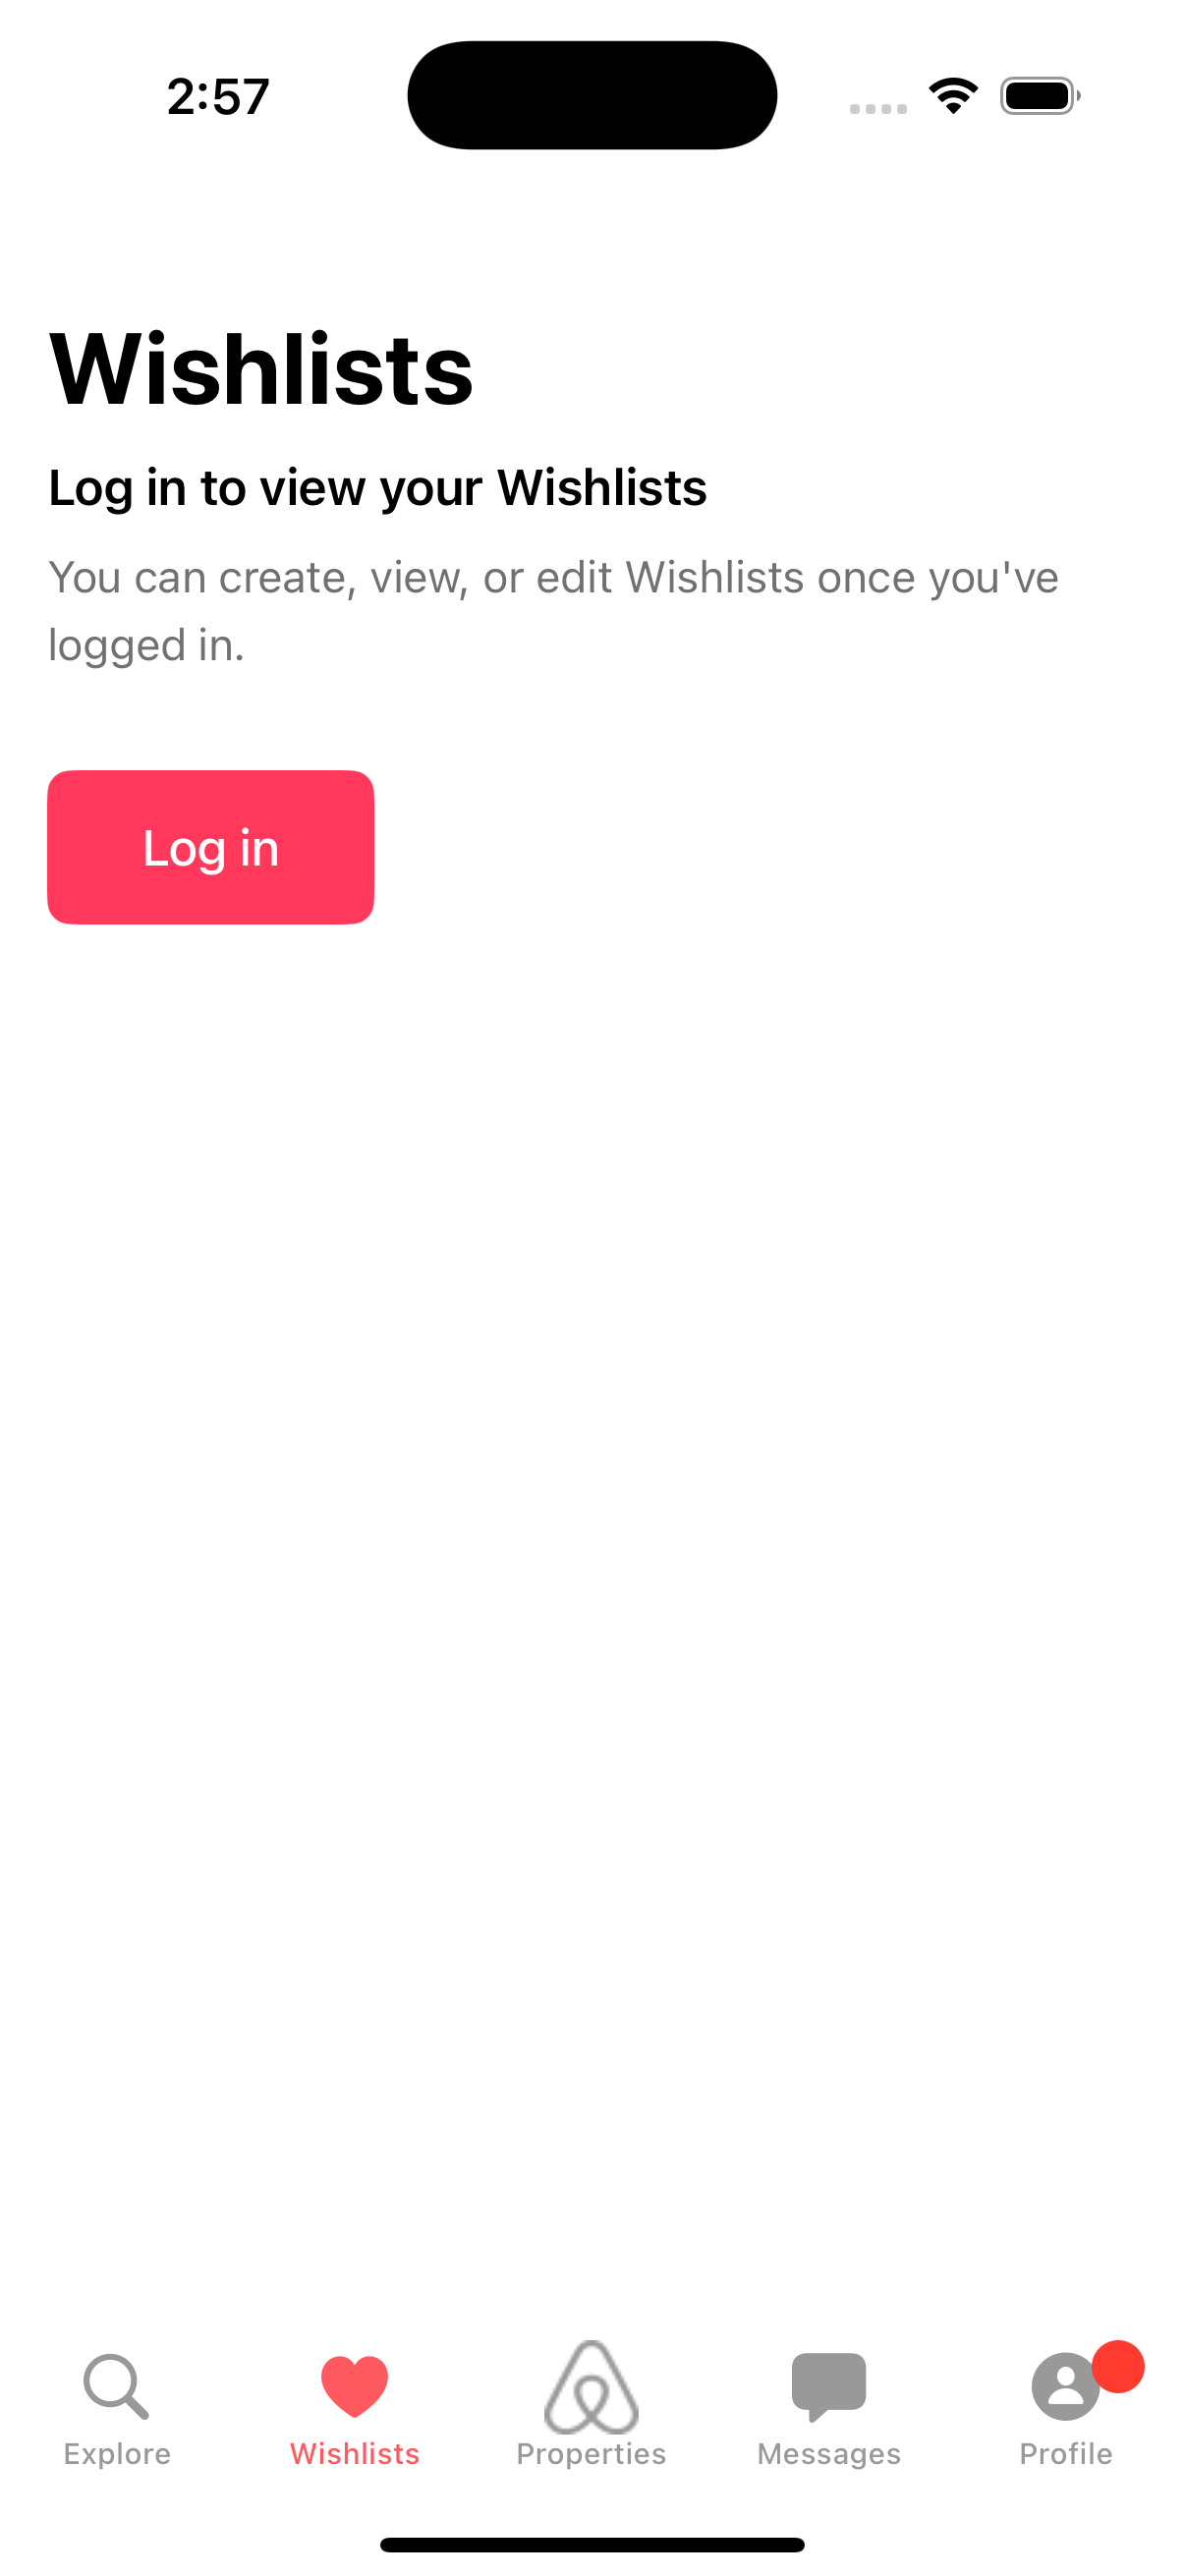 2:57
Wishlists
Log in to view your Wishlists
You can create, view, or edit Wishlists once you've
logged in.
Log in
Explore
Wishlists
Properties
Messages
Profile